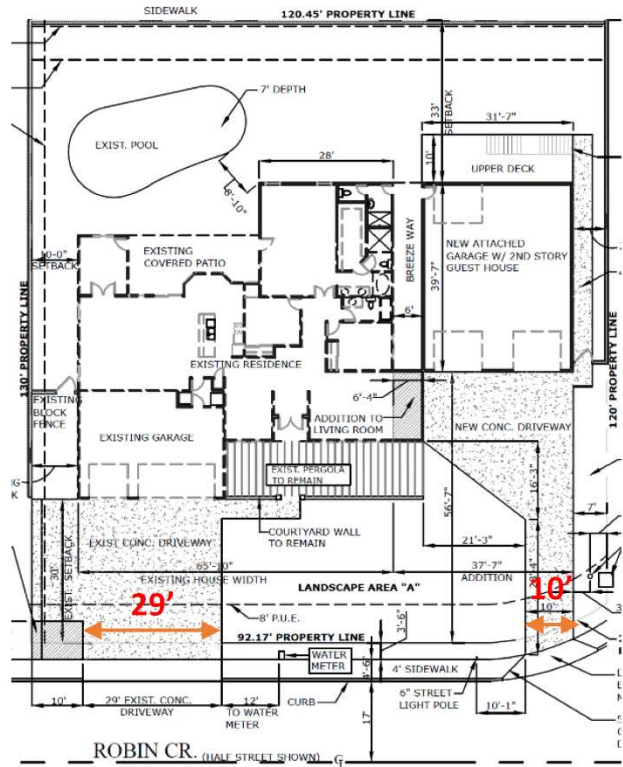 SIDEWALK
120.45' PROPERTY LINE
7' DEPTH
EXIST. POOL
33'
SETBACK
31'-7"
10'
UPPER DECK
28'
8'-10"
10'-0"
SETBACK
EXISTING
COVERED PATIO
BREEZE WAY
NEW ATTACHED
GARAGE W/ 2ND STORY
GUEST HOUSE
39'-7"
130' PROPERTY LINE
120' PROPERTY LINE
6'
EXISTING RESIDENCE
6'-4"
EXISTING
BLOCK
FENCE
ADDITION TO
LIVING ROOM
NEW CONC. DRIVEWAY
EXISTING GARAGE
EXIST. PERGOLA
TO REMAIN
16'-3"
56'-7"
7'
COURTYARD WALL
TO REMAIN
EXIST CONC. DRIVEWAY
21'-3"
30'
EXIST. SETBACK
65'-10"
EXISTING HOUSE WIDTH
37'-7"
ADDITION
LANDSCAPE AREA "A"
29'
10'
10'
8' P.U.E.
92.17' PROPERTY LINE
3'-6"
WATER
METER
4' SIDEWALK
10'
29' EXIST. CONC.
DRIVEWAY
12'
TO WATER
METER
CURB
17'
6" STREET
LIGHT POLE
10'-1"
ROBIN CR. (HALF STREET SHOWN)